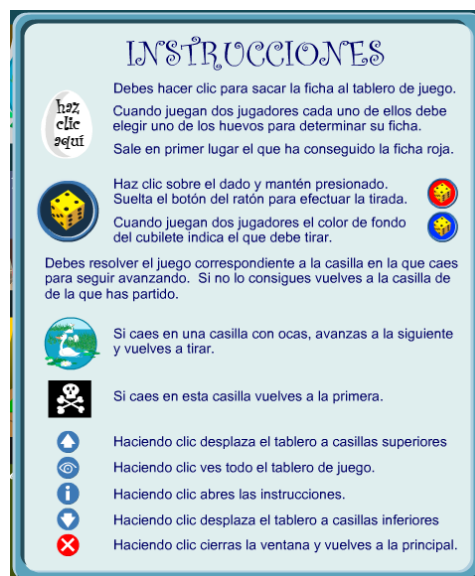 INSTRUCCIONES
Debes hacer clic para sacar la ficha al tablero de juego.
haz
clic
aquí
Cuando juegan dos jugadores cada uno de ellos debe
elegir uno de los huevos para determinar su ficha.
Sale en primer lugar el que ha conseguido la ficha roja.
Haz clic sobre el dado y mantén presionado.
Suelta el botón del ratón para efectuar la tirada.
Cuando juegan dos jugadores el color de fondo
del cubilete indica el que debe tirar.
Debes resolver el juego correspondiente a la casilla en la que caes
para seguir avanzando. Si no lo consigues vuelves a la casilla de
de la que has partido.
Si caes en una casilla con ocas, avanzas a la siguiente
y vuelves a tirar.
Si caes en esta casilla vuelves a la primera.
Haciendo clic desplaza el tablero a casillas superiores
Haciendo clic ves todo el tablero de juego.
Haciendo clic abres las instrucciones.
Haciendo clic desplaza el tablero a casillas inferiores
Haciendo clic cierras la ventana y vuelves a la principal.